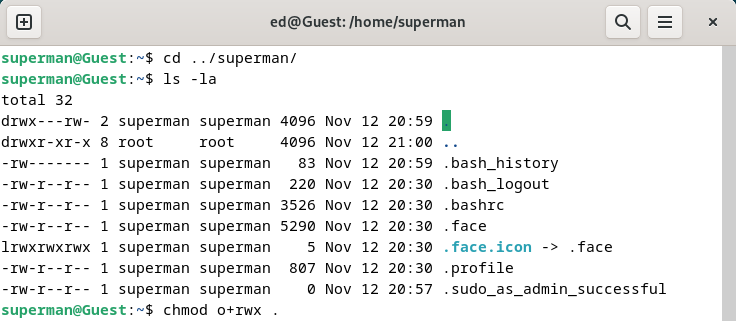 ed@Guest: /home/superman
superman@Guest:~$ cd ../superman/
superman@Guest:~$ ls -la
total 32
drwx---rw- 2 superman superman 4096 Nov 12 20:59 .
drwxr-xr-x 8 root     root     4096 Nov 12 21:00 ..
-rw------- 1 superman superman   83 Nov 12 20:59 .bash_history
-rw-r--r-- 1 superman superman  220 Nov 12 20:30 .bash_logout
-rw-r--r-- 1 superman superman 3526 Nov 12 20:30 .bashrc
-rw-r--r-- 1 superman superman 5290 Nov 12 20:30 .face
lrwxrwxrwx 1 superman superman    5 Nov 12 20:30 .face.icon -> .face
-rw-r--r-- 1 superman superman  807 Nov 12 20:30 .profile
-rw-r--r-- 1 superman superman    0 Nov 12 20:57 .sudo_as_admin_successful
superman@Guest:~$ chmod o+rwx .